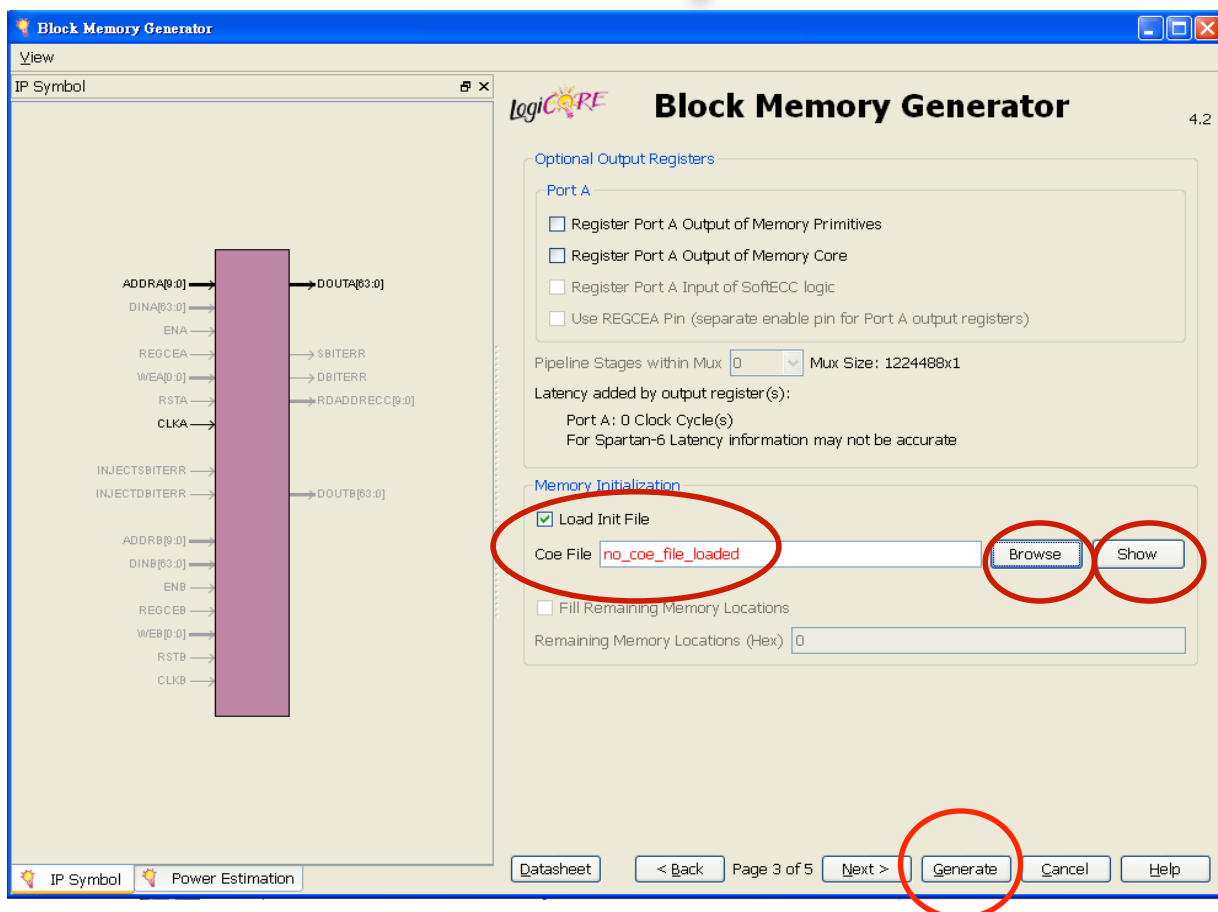 Block Memory Generator
View
IP Symbol
ADDRA[9:0]
DINA[63:0]
ENA
REGCEA
WEA[0:0]
RSTA
CLKA
INJECTSBITERR
INJECTDBITERR
ADDRB[9:0]
DINB[63:0]
ENB
REGCEB
WEB[0:0]
RSTB
CLKB
DOUTA[63:0]
SBITERR
DBITERR
RDADDRECC[9:0]
DOUTB[63:0]
IP Symbol
Power Estimation
logiCORE
Block Memory Generator
4.2
Optional Output Registers
Port A
Register Port A Output of Memory Primitives
Register Port A Output of Memory Core
Register Port A Input of SoftECC logic
Use REGCEA Pin (separate enable pin for Port A output registers)
Pipeline Stages within Mux 0 Mux Size: 1224488x1
Latency added by output register(s):
Port A: 0 Clock Cycle(s)
For Spartan-6 Latency information may not be accurate
Memory Initialization
Load Init File
Coe File no_coe_file_loaded Browse Show
Fill Remaining Memory Locations
Remaining Memory Locations (Hex) 0
Datasheet < Back Page 3 of 5 Next > Generate Cancel Help